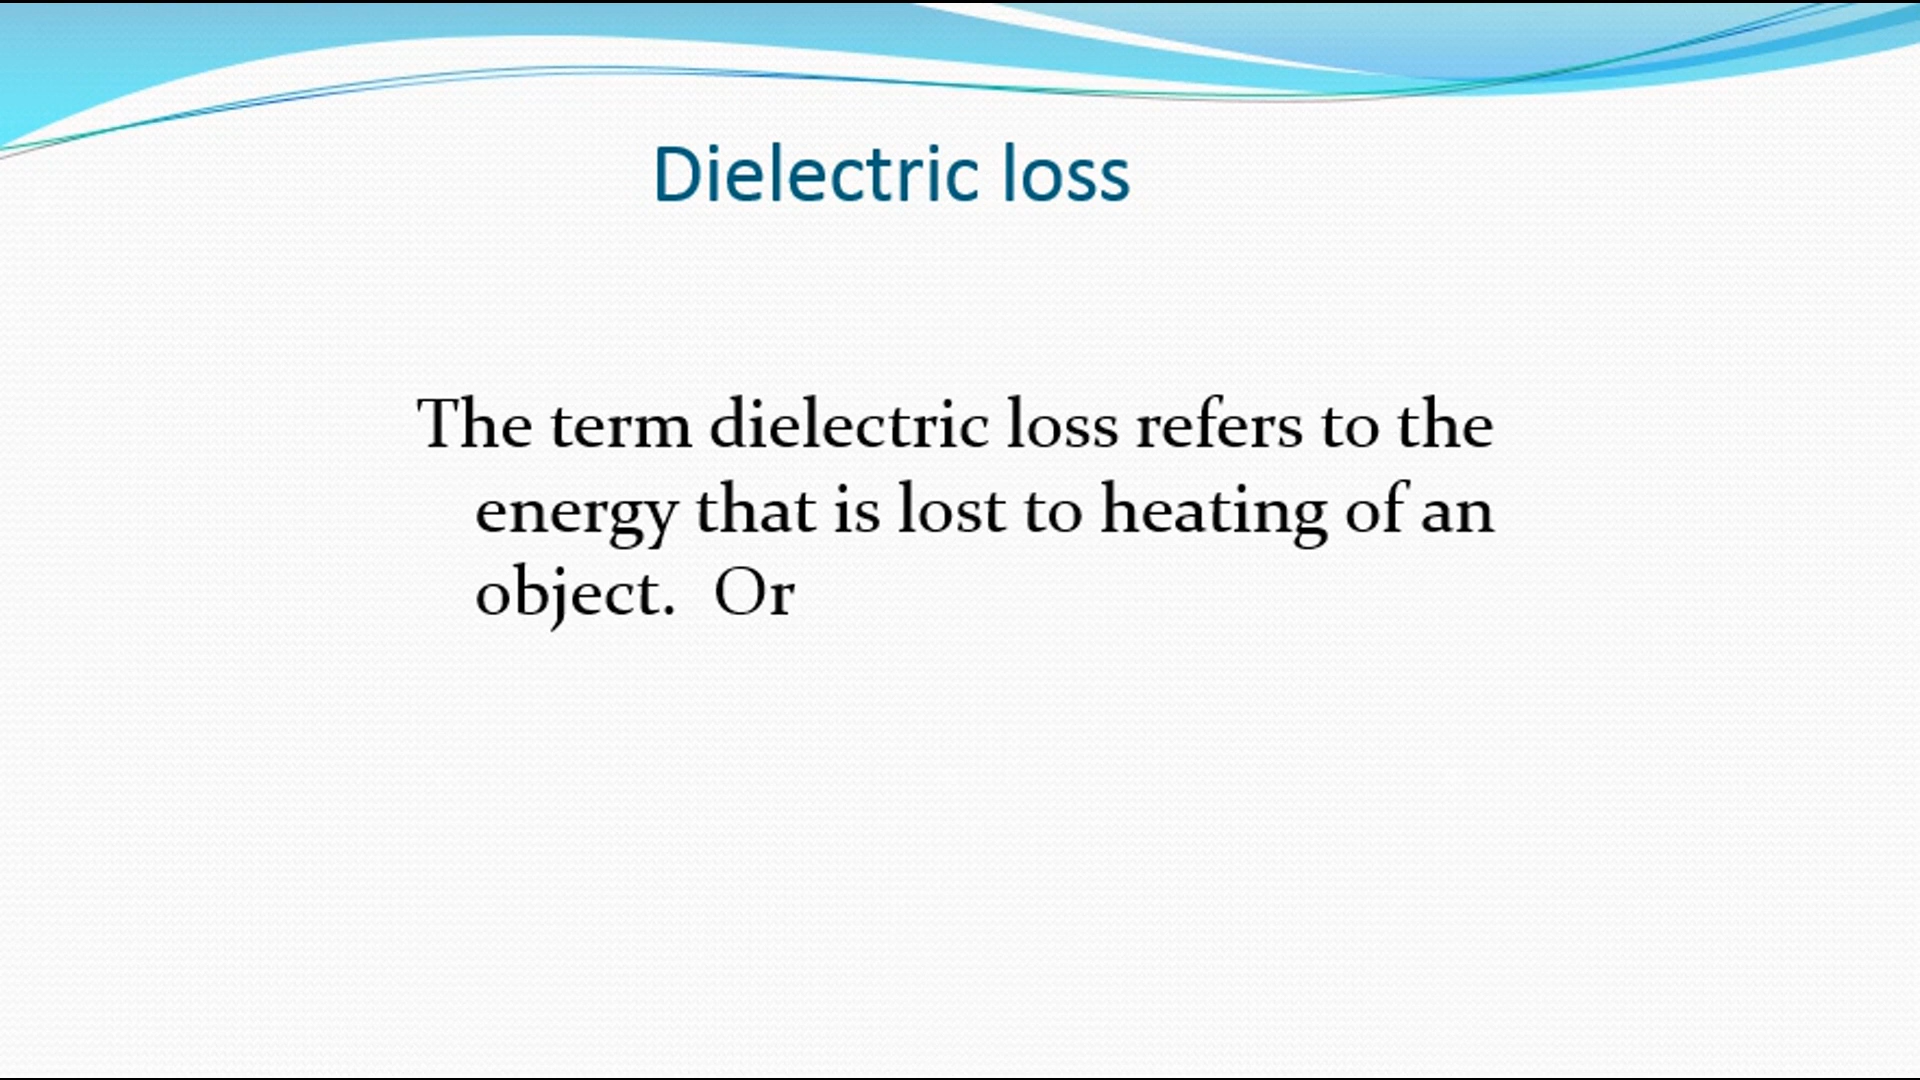 Dielectric loss
The term dielectric loss refers to the
energy that is lost to heating of an
object.  Or